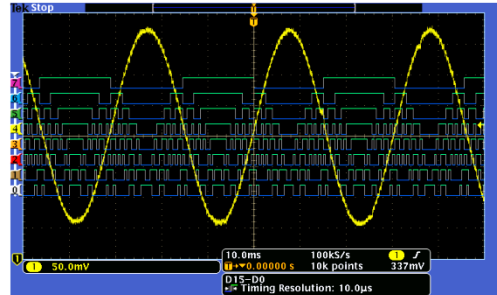 Tek Stop
1 50.0mV
10.0ms 100kS/s 1
0.00000 s 10k points 337mV
D15-D0
Timing Resolution: 10.0µs